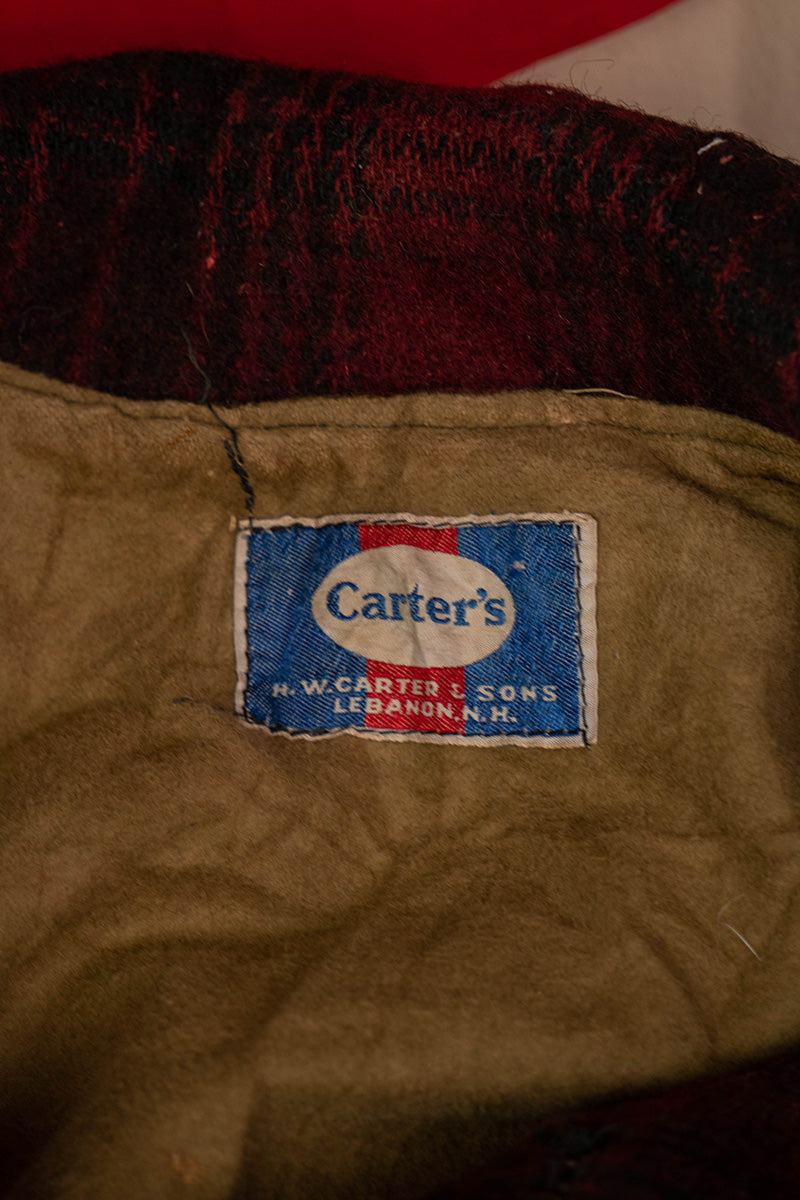 Carter's
H. W. CARTER & SONS
LEBANON, N. H.